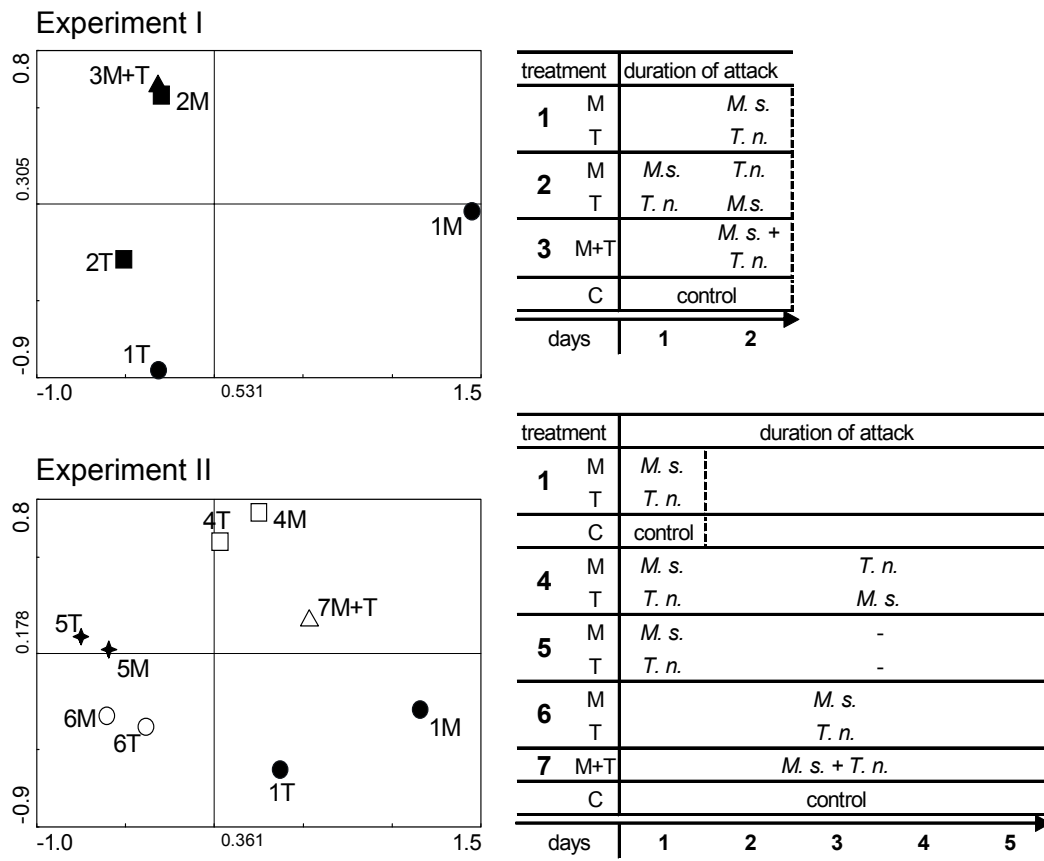 Experiment I
0.8
0.305
-0.9
3M+T
2M
1M
2T
1T
-1.0 0.531 1.5
treatment duration of attack
1 M M. s.
T T. n.
2 M M.s. T.n.
T T. n. M.s.
3 M+T M. s. +
T. n.
C control
days 1 2
Experiment II
0.8
0.178
-0.9
4T 4M
7M+T
5T
5M
6M
6T
1M
1T
-1.0 0.361 1.5
treatment duration of attack
1 M M. s.
T T. n.
C control
4 M M. s. T. n.
T T. n. M. s.
5 M M. s. -
T T. n. -
6 M M. s.
T T. n.
7 M+T M. s. + T. n.
C control
days 1 2 3 4 5